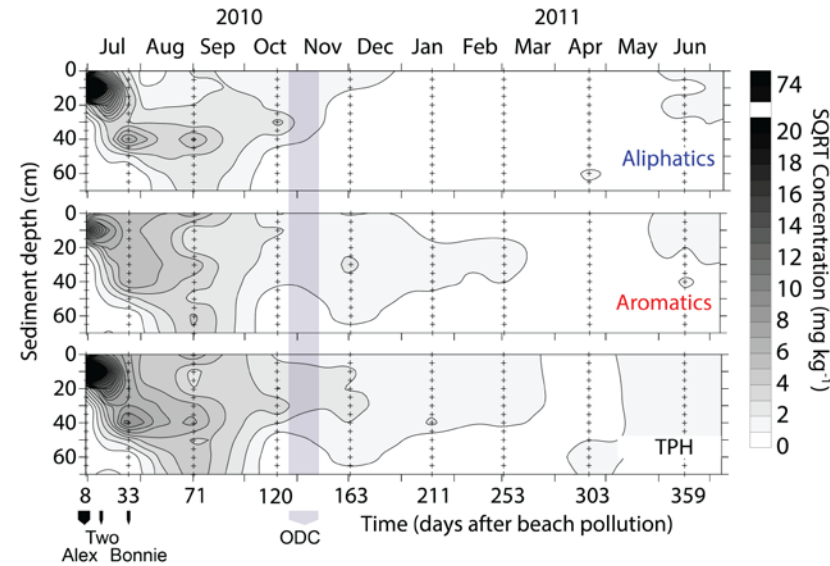 2010 2011
Jul Aug Sep Oct Nov Dec Jan Feb Mar Apr May Jun
0
20
40
60
Aliphatics
0
20
40
60
Aromatics
0
20
40
60
TPH
Sediment depth (cm)
74
20
18
16
14
12
10
8
6
4
2
0
SQRT Concentration (mg kg-1)
8 33 71 120 163 211 253 303 359
Time (days after beach pollution)
Two
Alex Bonnie
ODC